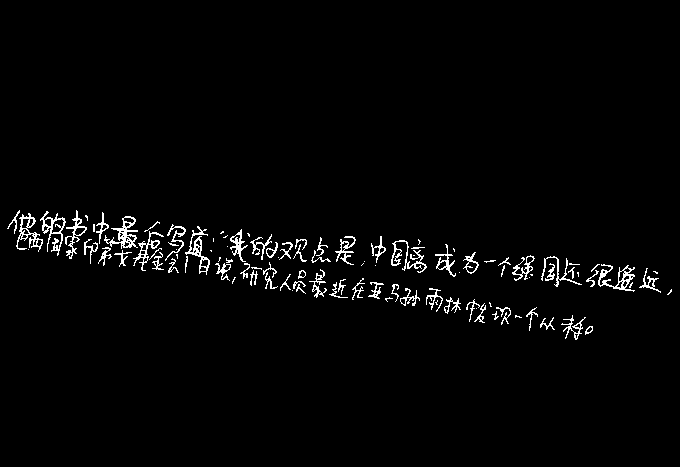 他的书中最后写道:“我的观点是,中国离成为一个强国还很遥远,
巴西国家印第安基金会1日说,研究人员最近在亚马孙雨林中发现一个从未。